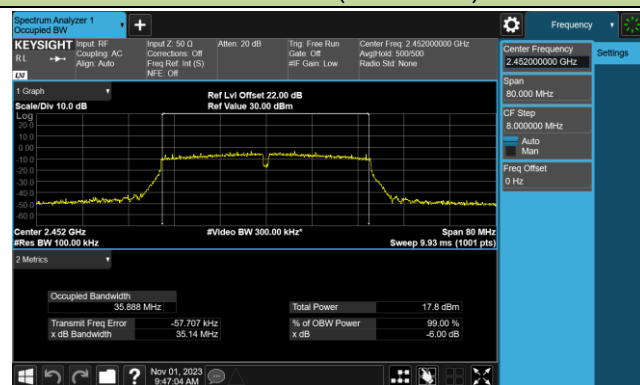 Spectrum Analyzer 1
Occupied BW
Frequency
KEYSIGHT
R L
LXI
Input: RF
Coupling: AC
Align: Auto
Input Z: 50 Ω
Corrections: Off
Freq Ref: Int (S)
NFE: Off
Atten: 20 dB
Trig: Free Run
Gate: Off
#IF Gain: Low
Center Freq: 2.452000000 GHz
Avg|Hold: 500/500
Radio Std: None
Center Frequency
2.452000000 GHz
Settings
Span
80.000 MHz
CF Step
8.000000 MHz
Auto
Man
Freq Offset
0 Hz
1 Graph
Scale/Div 10.0 dB
Ref Lvl Offset 22.00 dB
Ref Value 30.00 dBm
Log
20.0
10.0
0.00
-10.0
-20.0
-30.0
-40.0
-50.0
-60.0
Center 2.452 GHz
#Video BW 300.00 kHz*
Span 80 MHz
#Res BW 100.00 kHz
Sweep 9.93 ms (1001 pts)
2 Metrics
Occupied Bandwidth
35.888 MHz
Total Power
17.8 dBm
Transmit Freq Error
-57.707 kHz
% of OBW Power
99.00 %
x dB Bandwidth
35.14 MHz
x dB
-6.00 dB
?
Nov 01, 2023
9:47:04 AM